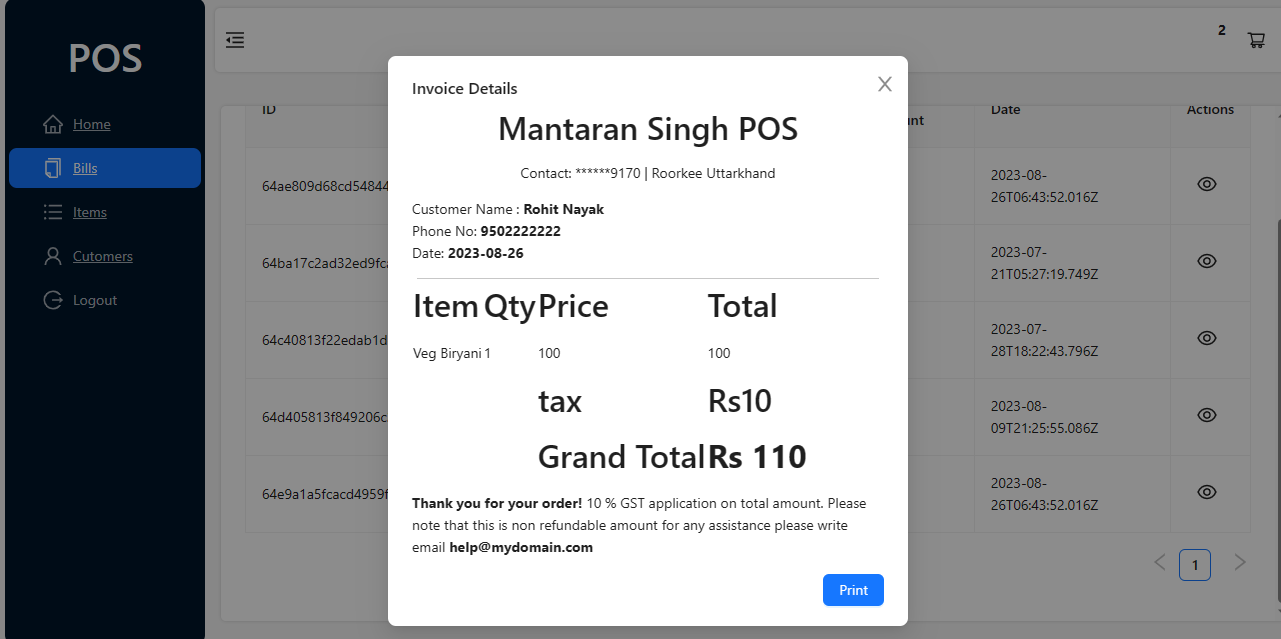 POS
Home
Bills
Items
Cutomers
Logout
2
ID
Date
Actions
64ae809d68cd54844
2023-08-
26T06:43:52.016Z
64ba17c2ad32ed9fc
2023-07-
21T05:27:19.749Z
64c40813f22edab1d
2023-07-
28T18:22:43.796Z
64d405813f849206c
2023-08-
09T21:25:55.086Z
64e9a1a5fcacd4959f
2023-08-
26T06:43:52.016Z
1
Invoice Details
Mantaran Singh POS
Contact: ******9170 | Roorkee Uttarkhand
Customer Name : Rohit Nayak
Phone No: 9502222222
Date: 2023-08-26
Item Qty Price Total
Veg Biryani 1 100 100
tax Rs10
Grand Total Rs 110
Thank you for your order! 10 % GST application on total amount. Please
note that this is non refundable amount for any assistance please write
email help@mydomain.com
Print